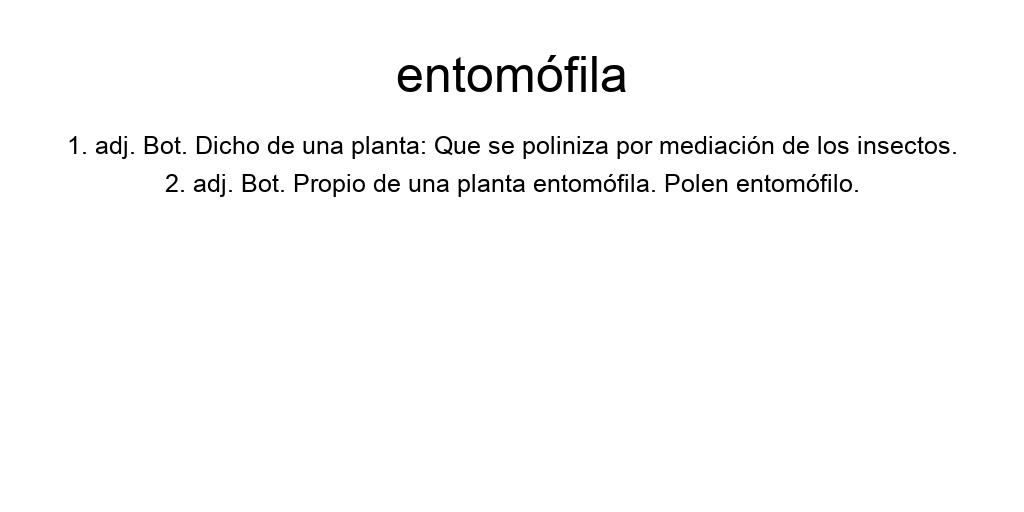 entomófila
1. adj. Bot. Dicho de una planta: Que se poliniza por mediación de los insectos.
2. adj. Bot. Propio de una planta entomófila. Polen entomófilo.